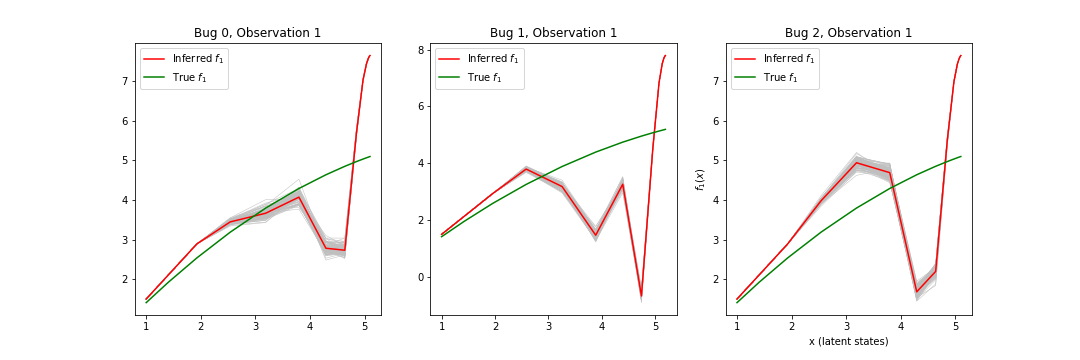 Bug 0, Observation 1
Inferred f₁
True f₁
7
6
5
4
3
2
1 2 3 4 5
Bug 1, Observation 1
Inferred f₁
True f₁
8
6
4
2
0
1 2 3 4 5
Bug 2, Observation 1
Inferred f₁
True f₁
f₁(x)
7
6
5
4
3
2
1 2 3 4 5
x (latent states)